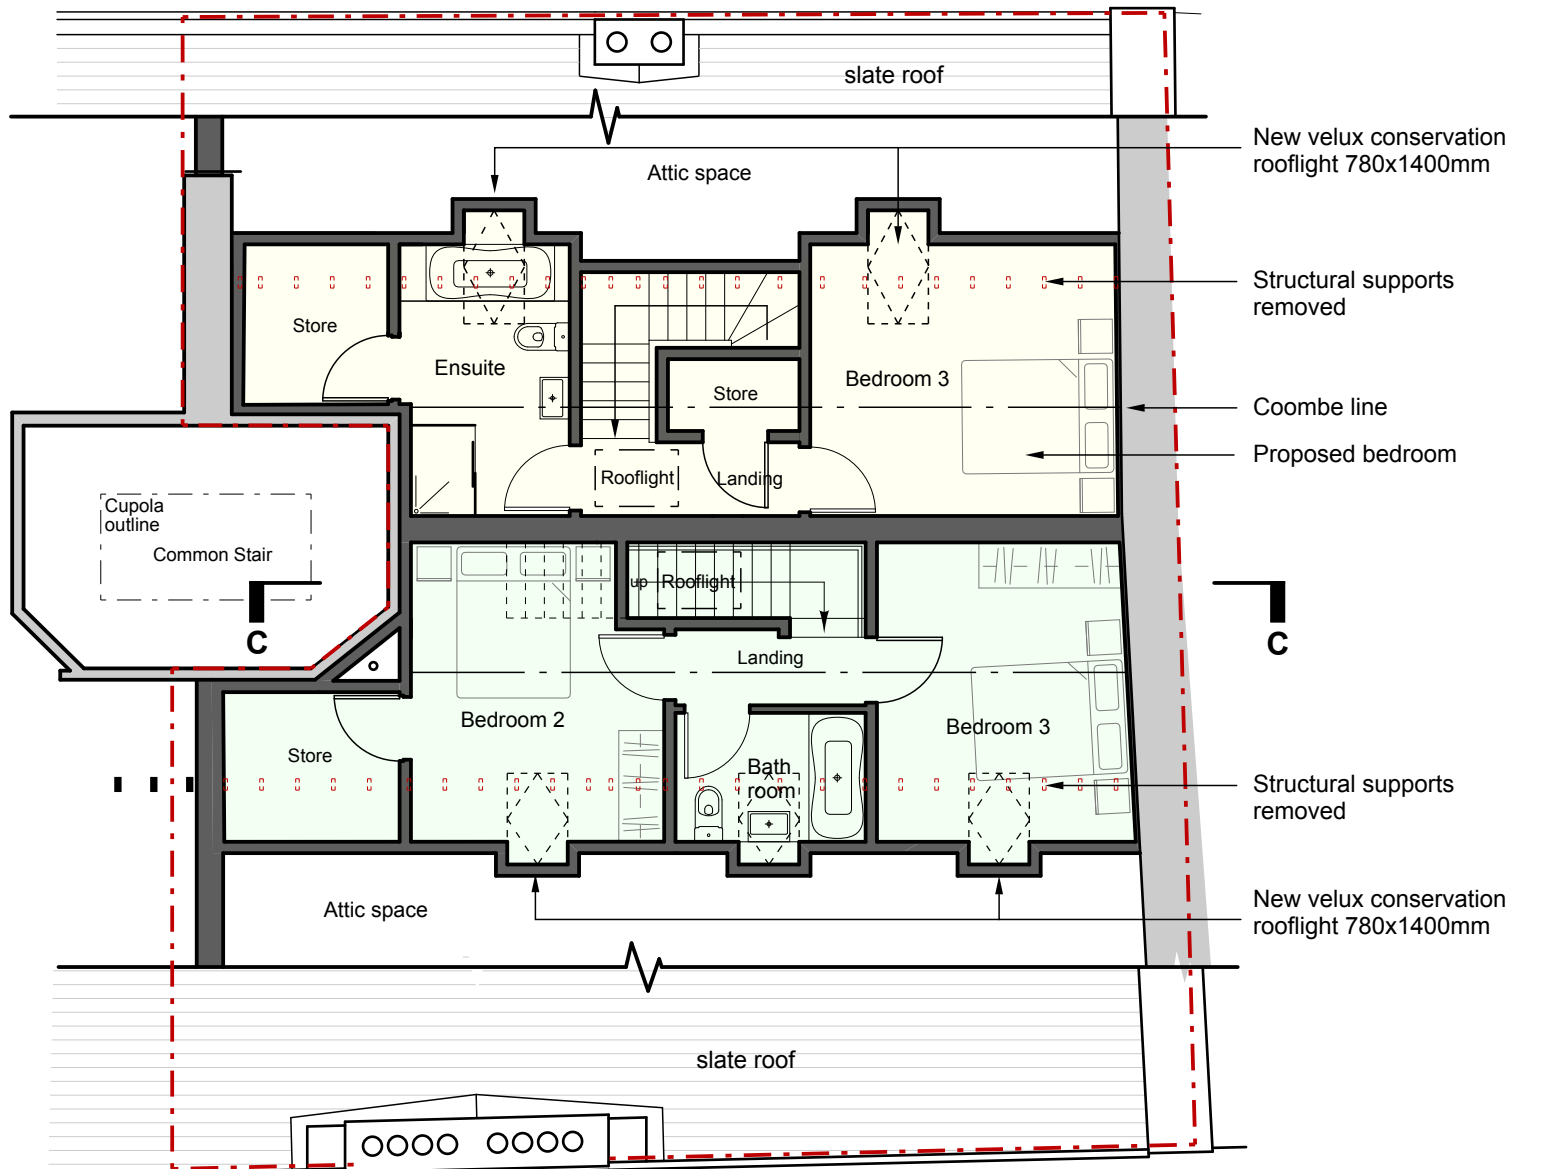 slate roof
New velux conservation
rooflight 780x1400mm
Attic space
Structural supports
removed
Store
Ensuite
Store
Bedroom 3
Coombe line
Proposed bedroom
Rooflight
Landing
Cupola
outline
Common Stair
up
Rooflight
C
C
Landing
Bedroom 2
Bedroom 3
Store
Bath
room
Structural supports
removed
New velux conservation
rooflight 780x1400mm
Attic space
slate roof